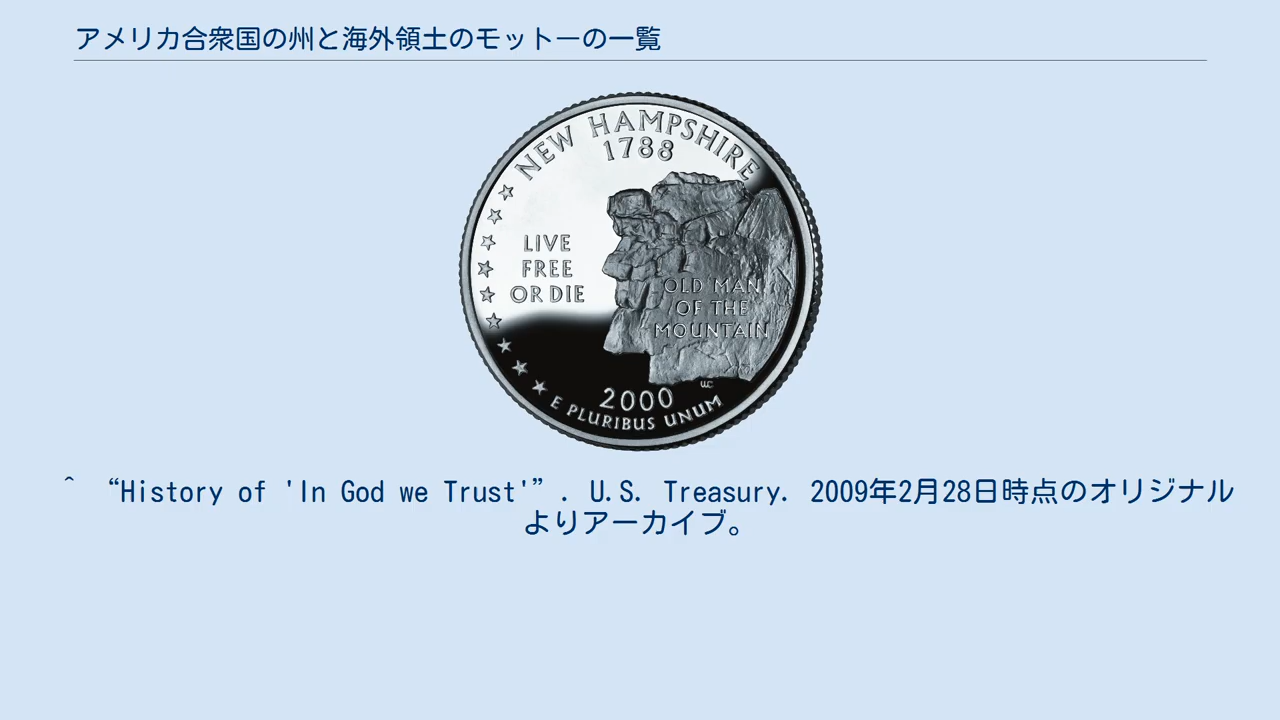 アメリカ合衆国の州と海外領土のモットーの一覧
NEW HAMPSHIRE
1788
LIVE
FREE
OR DIE
OLD MAN
OF THE
MOUNTAIN
2000
E PLURIBUS UNUM
^ “History of 'In God we Trust'”. U.S. Treasury. 2009年2月28日時点のオリジナル
よりアーカイブ。